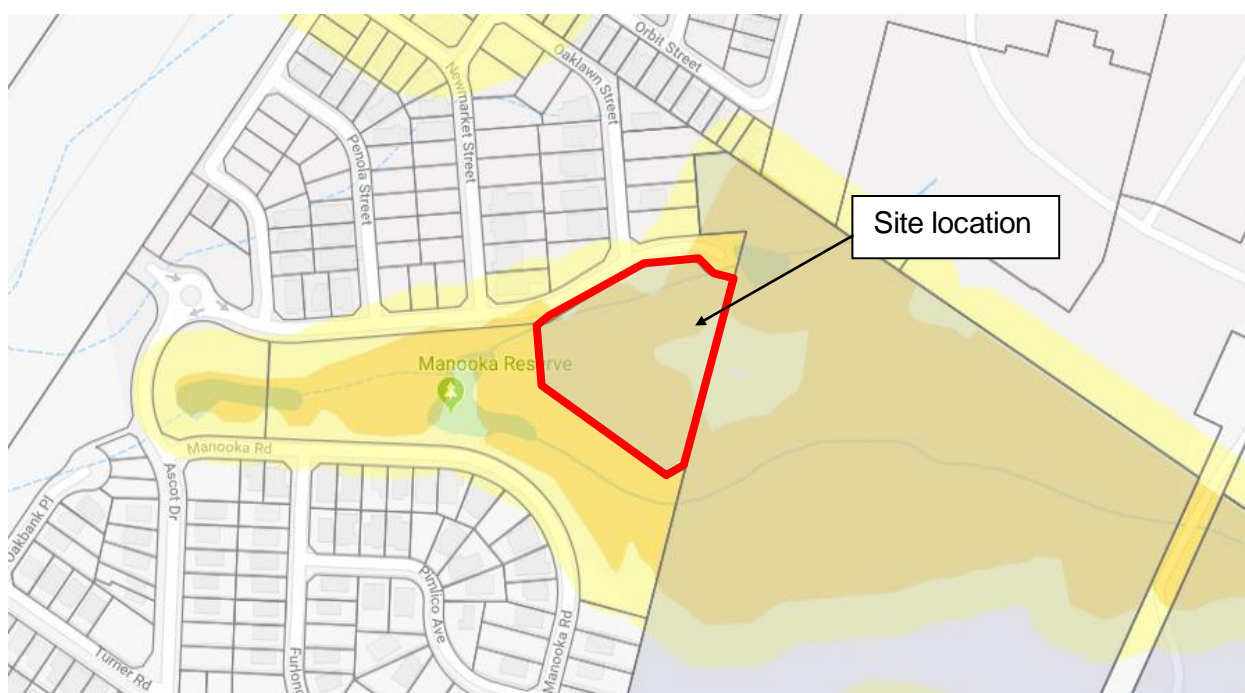 Orbit Street
Oaklawn Street
Newmarket Street
Penola Street
Site location
Manooka Reserve
Manooka Rd
Ascot Dr
Oakbank Pl
Pimlico Ave
Manooka Rd
Turner Rd
Furlong